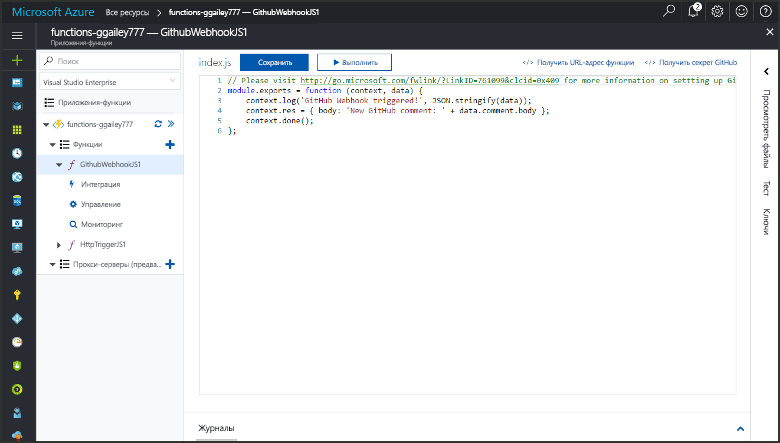 Microsoft Azure Все ресурсы > functions-ggailey777 — GithubWebhookJS1
2
functions-ggailey777 — GithubWebhookJS1
Приложения-функции
Поиск
Visual Studio Enterprise
Приложения-функции
functions-ggailey777
Функции
GithubWebhookJS1
Интеграция
Управление
Мониторинг
HttpTriggerJS1
Прокси-серверы (предва...
index.js
Сохранить
Выполнить
</> Получить URL-адрес функции
</> Получить секрет GitHub
1 // Please visit http://go.microsoft.com/fwlink/?LinkID=761099&clcid=0x409 for more information on settting up Gi
2 module.exports = function (context, data) {
3 context.log('GitHub Webhook triggered!', JSON.stringify(data));
4 context.res = { body: 'New GitHub comment: ' + data.comment.body };
5 context.done();
6 };
Просмотреть файлы
Тест
Ключи
Журналы